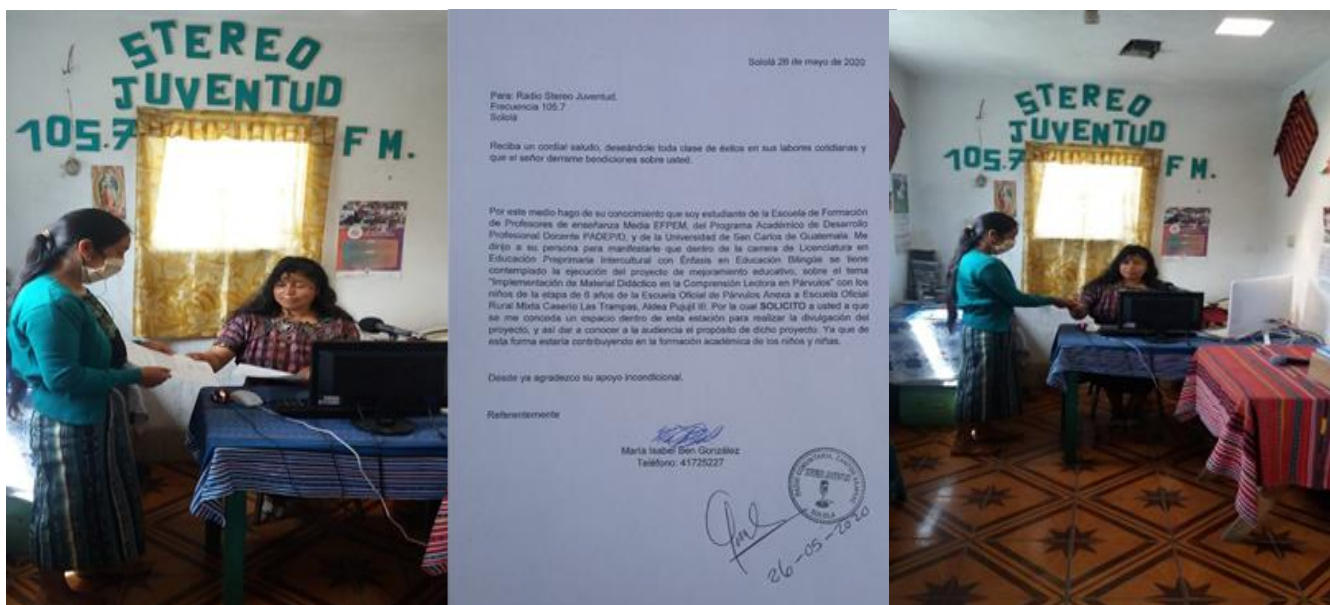 STEREO
JUVENTUD
105.7 FM.
Sololá 26 de mayo de 2020
Para: Radio Stereo Juventud.
Frecuencia 105.7
Sololá
Reciba un cordial saludo, deseándole toda clase de éxitos en sus labores cotidianas y
que el señor derrame bendiciones sobre usted.
Por este medio hago de su conocimiento que soy estudiante de la Escuela de Formación
de Profesores de enseñanza Media EFPEM, del Programa Académico de Desarrollo
Profesional Docente PADEP/D, y de la Universidad de San Carlos de Guatemala. Me
dirijo a su persona para manifestarle que dentro de la carrera de Licenciatura en
Educación Preprimaria Intercultural con Énfasis en Educación Bilingüe se tiene
contemplado la ejecución del proyecto de mejoramiento educativo, sobre el tema
"Implementación de Material Didáctico en la Comprensión Lectora en Párvulos" con los
niños de la etapa de 6 años de la Escuela Oficial de Párvulos Anexa a Escuela Oficial
Rural Mixta Caserío Las Trampas, Aldea Pujujil III. Por la cual SOLICITO a usted a que
se me conceda un espacio dentro de esta estación para realizar la divulgación del
proyecto, y así dar a conocer a la audiencia el propósito de dicho proyecto. Ya que de
esta forma estaría contribuyendo en la formación académica de los niños y niñas.
Desde ya agradezco su apoyo incondicional.
Referentemente
María Isabel Ben González
Teléfono: 41725227
RADIO COMUNITARIA, CANTÓN
STEREO JUVENTUD
SOLOLÁ
26-05-2020
STEREO
JUVENTUD
105.7 FM.